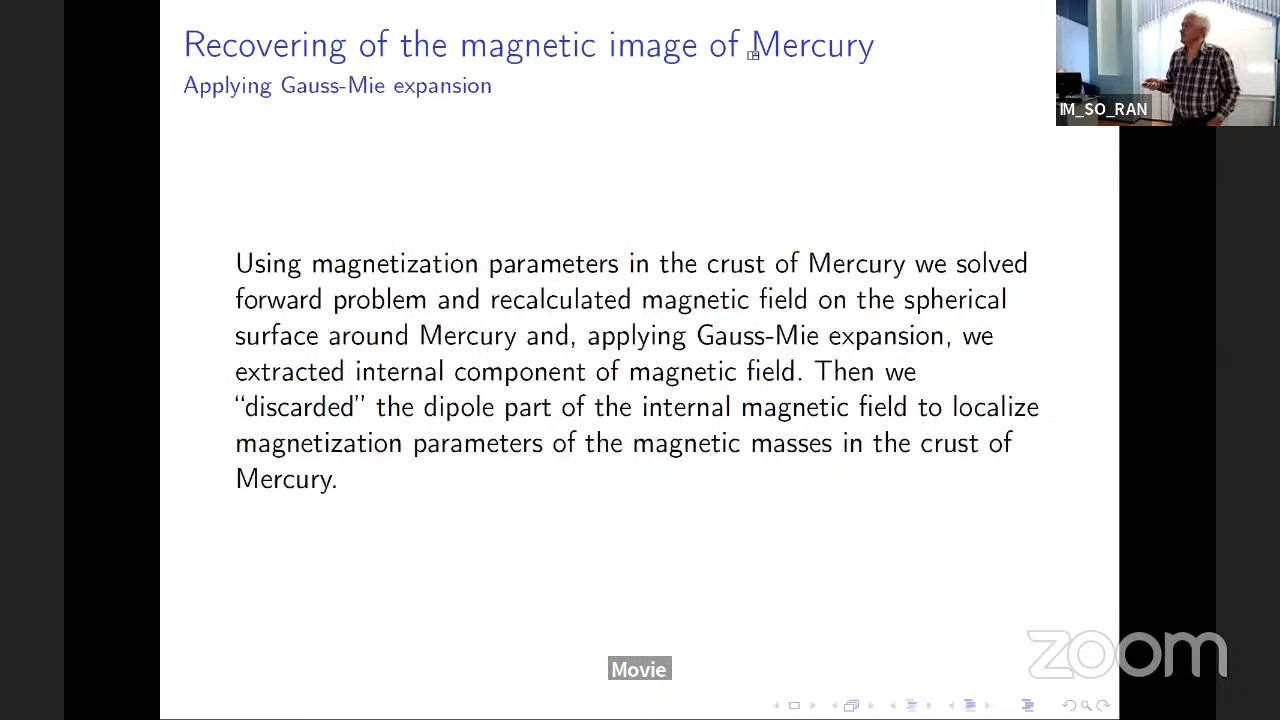 Recovering of the magnetic image of Mercury
Applying Gauss-Mie expansion
IM_SO_RAN
Using magnetization parameters in the crust of Mercury we solved
forward problem and recalculated magnetic field on the spherical
surface around Mercury and, applying Gauss-Mie expansion, we
extracted internal component of magnetic field. Then we
“discarded” the dipole part of the internal magnetic field to localize
magnetization parameters of the magnetic masses in the crust of
Mercury.
zoom
Movie